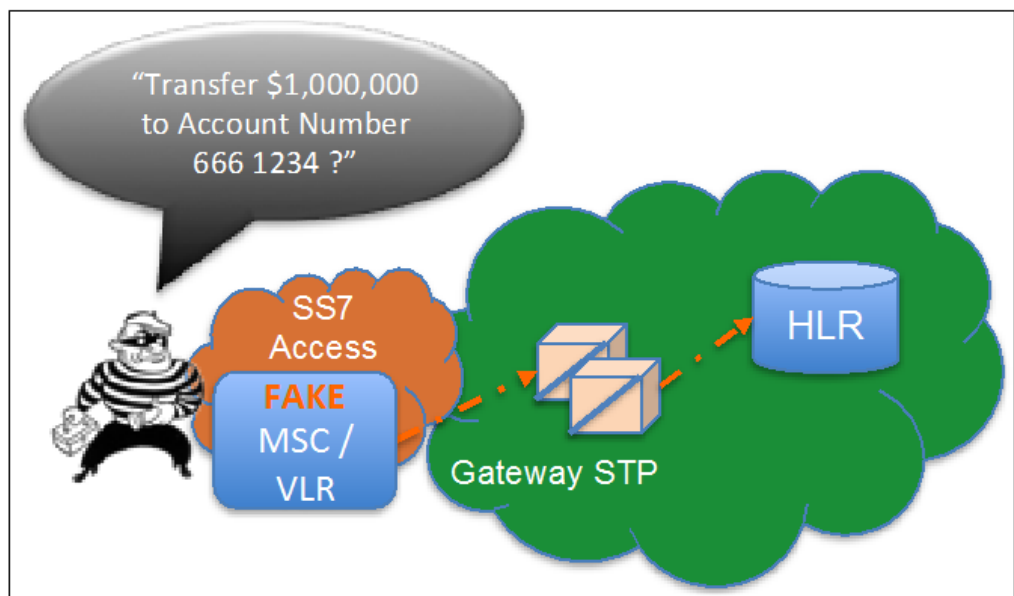 “Transfer $1,000,000
to Account Number
666 1234 ?”
SS7
Access
FAKE
MSC /
VLR
Gateway STP
HLR